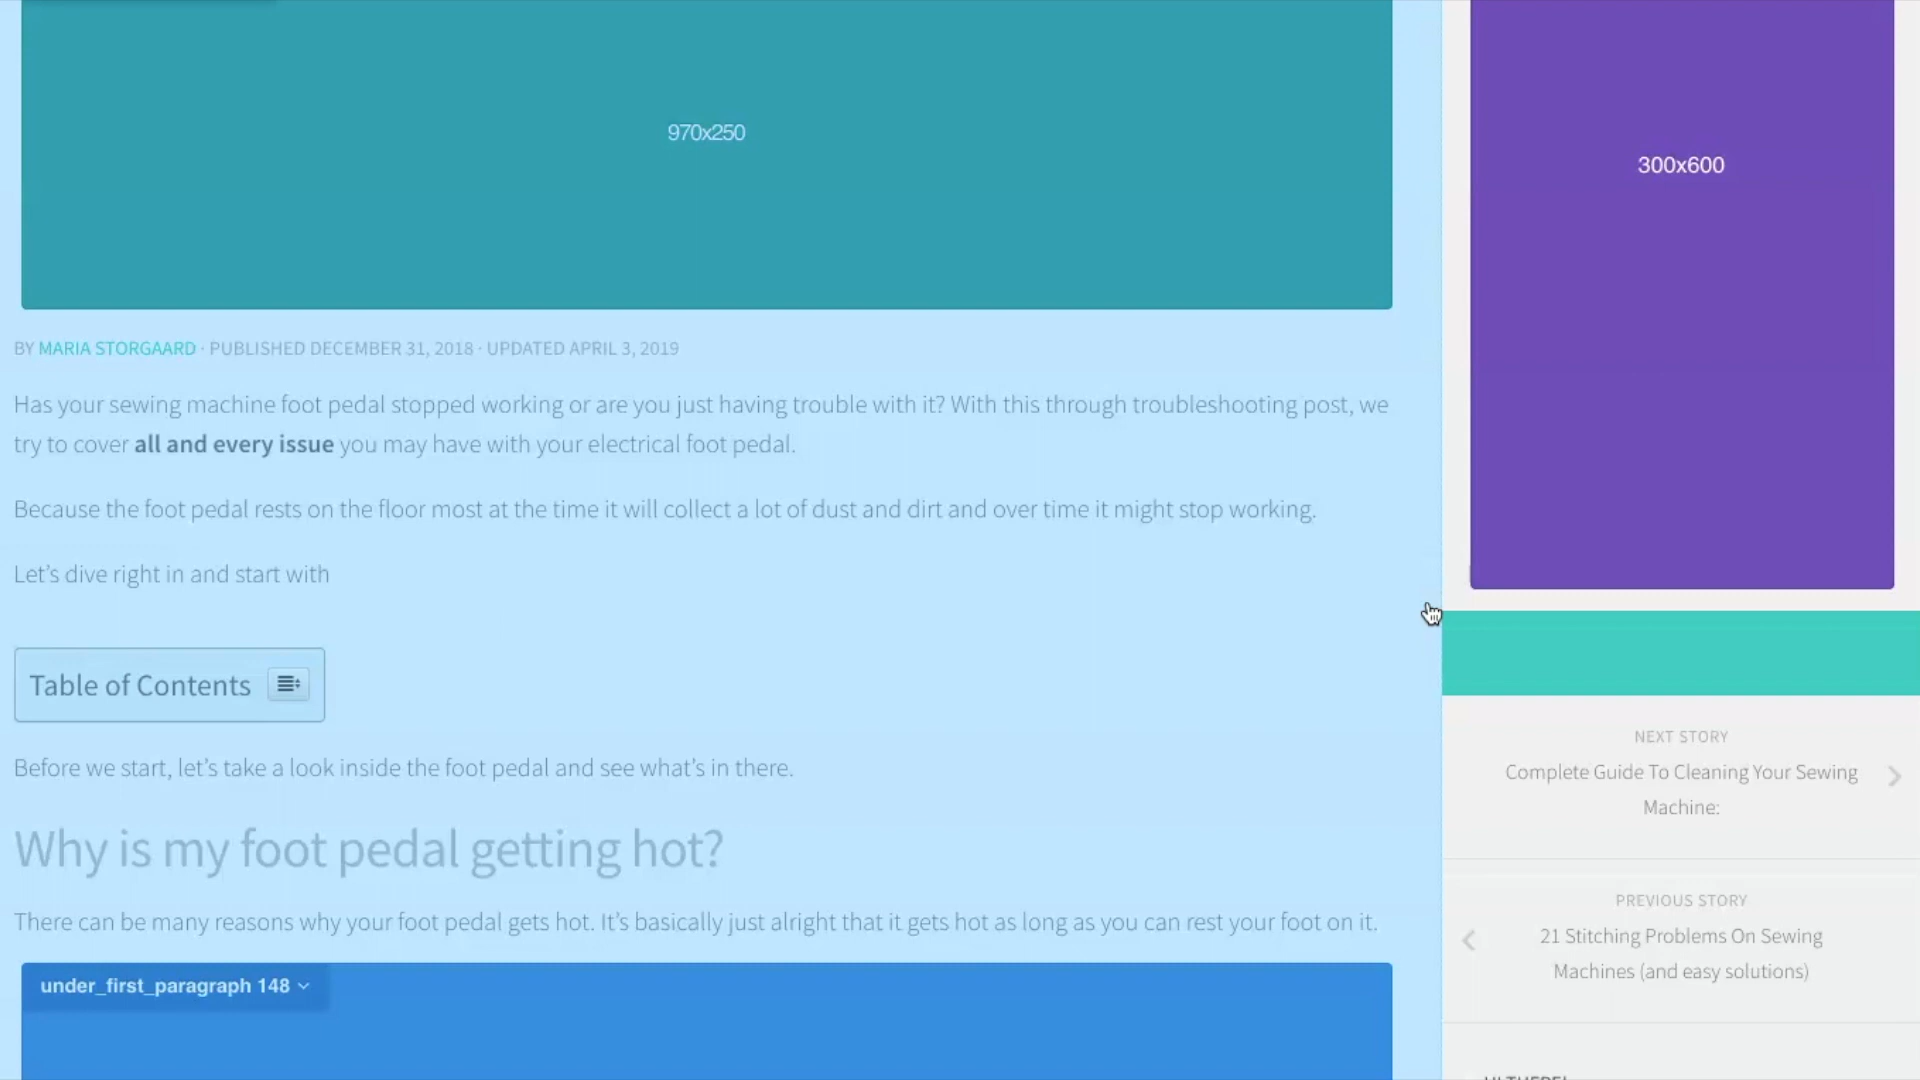 970x250
300x600
BY MARIA STORGAARD · PUBLISHED DECEMBER 31, 2018 · UPDATED APRIL 3, 2019
Has your sewing machine foot pedal stopped working or are you just having trouble with it? With this through troubleshooting post, we
try to cover all and every issue you may have with your electrical foot pedal.
Because the foot pedal rests on the floor most at the time it will collect a lot of dust and dirt and over time it might stop working.
Let’s dive right in and start with
Table of Contents
Before we start, let’s take a look inside the foot pedal and see what’s in there.
Why is my foot pedal getting hot?
There can be many reasons why your foot pedal gets hot. It’s basically just alright that it gets hot as long as you can rest your foot on it.
under_first_paragraph 148
NEXT STORY
Complete Guide To Cleaning Your Sewing
Machine:
PREVIOUS STORY
21 Stitching Problems On Sewing
Machines (and easy solutions)